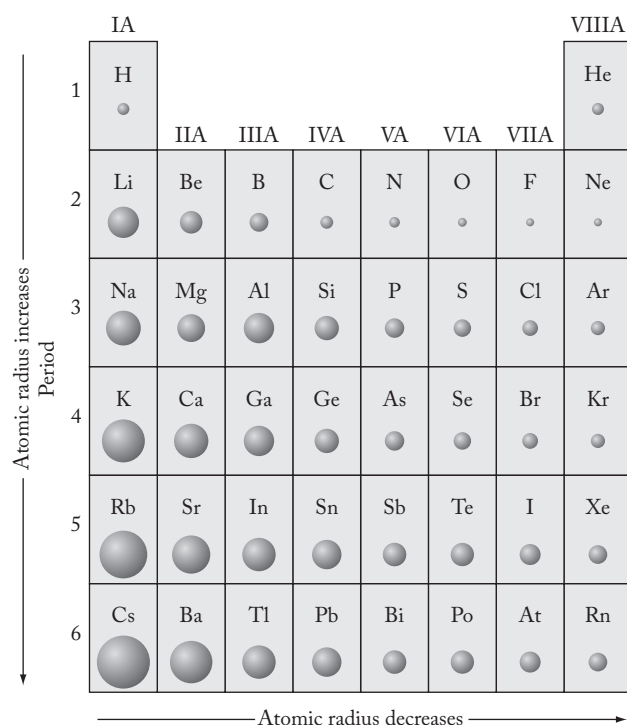 IA VIIIA
1 H He
IIA IIIA IVA VA VIA VIIA
2 Li Be B C N O F Ne
3 Na Mg Al Si P S Cl Ar
4 K Ca Ga Ge As Se Br Kr
5 Rb Sr In Sn Sb Te I Xe
6 Cs Ba Tl Pb Bi Po At Rn
Atomic radius increases
Period
Atomic radius decreases